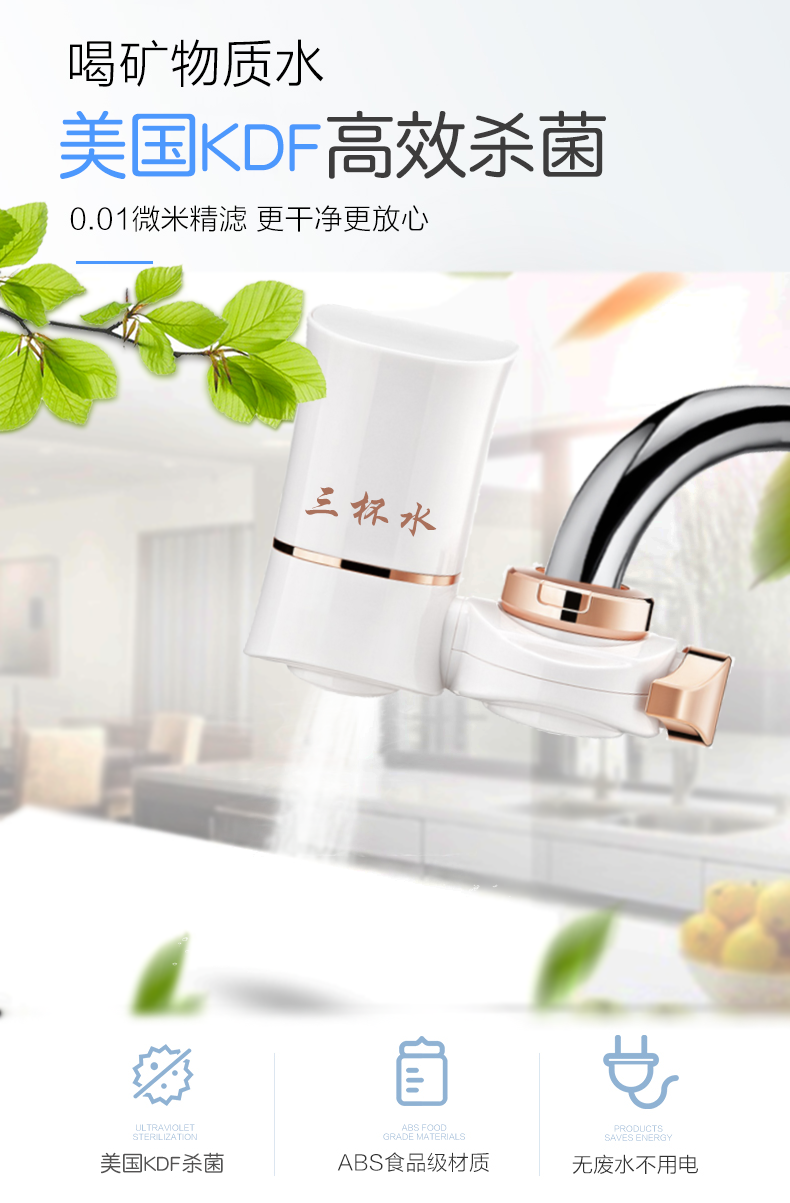 喝矿物质水
美国KDF高效杀菌
0.01微米精滤 更干净更放心
三杯水
ULTRAVIOLET
STERILIZATION
美国KDF杀菌
ABS FOOD
GRADE MATERIALS
ABS食品级材质
PRODUCTS
SAVES ENERGY
无废水不用电